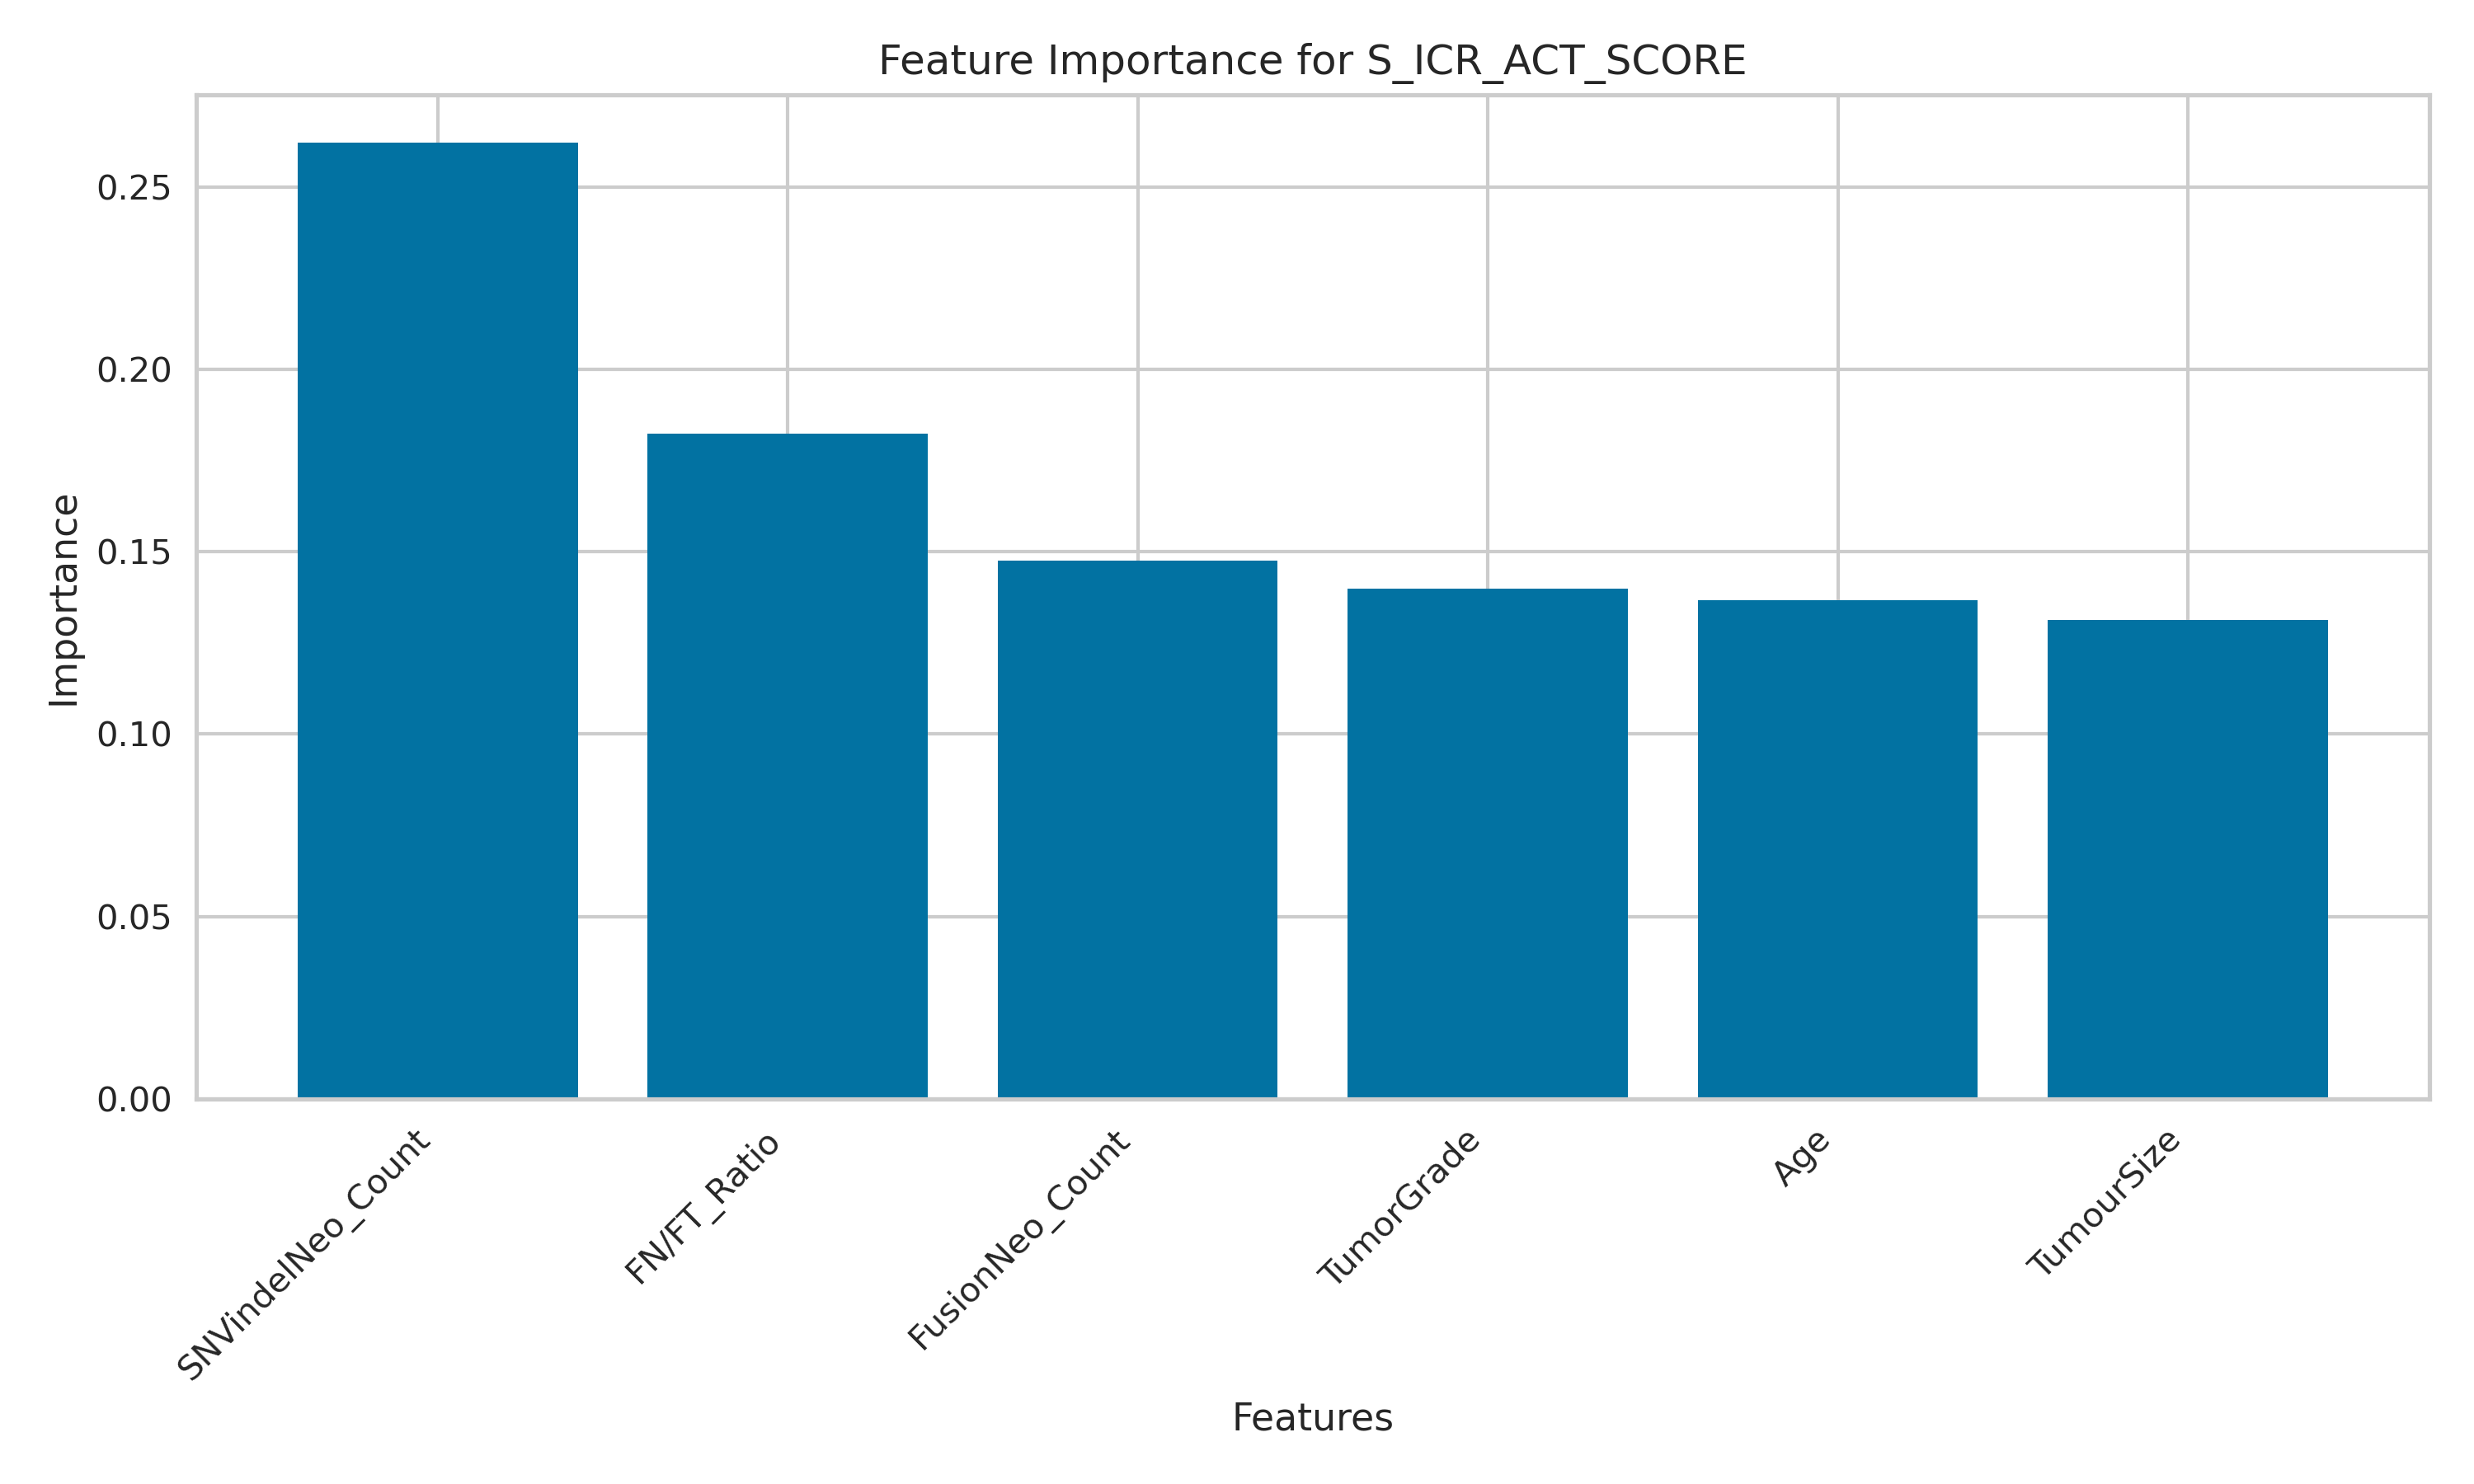 Feature Importance for S_ICR_ACT_SCORE
Importance
0.25
0.20
0.15
0.10
0.05
0.00
SNVindelNeo_Count
FN/FT_Ratio
FusionNeo_Count
TumorGrade
Age
TumourSize
Features